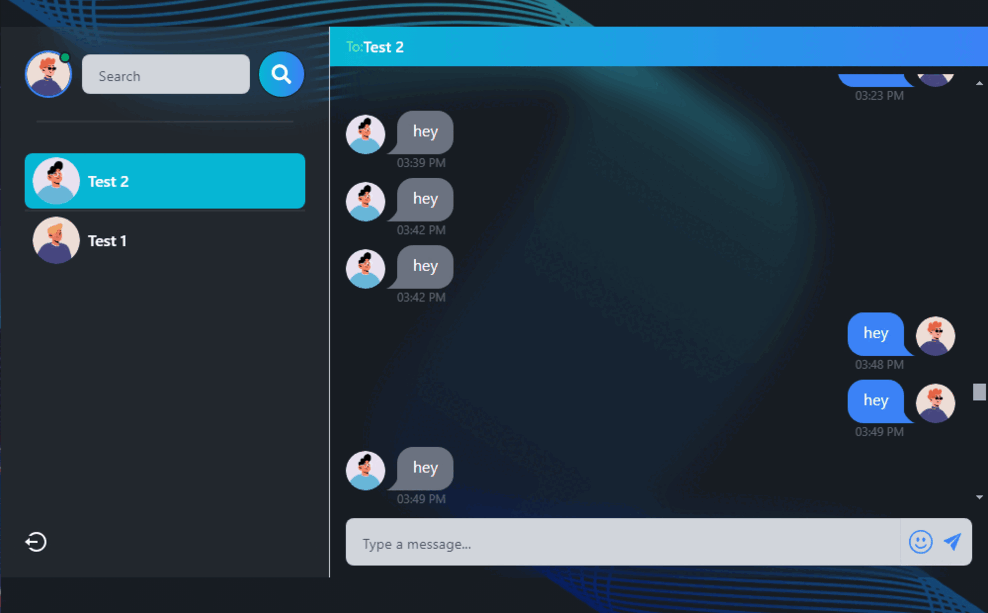 Search
Test 2
Test 1
To:Test 2
03:23 PM
hey
03:39 PM
hey
03:42 PM
hey
03:42 PM
hey
03:48 PM
hey
03:49 PM
hey
03:49 PM
Type a message...